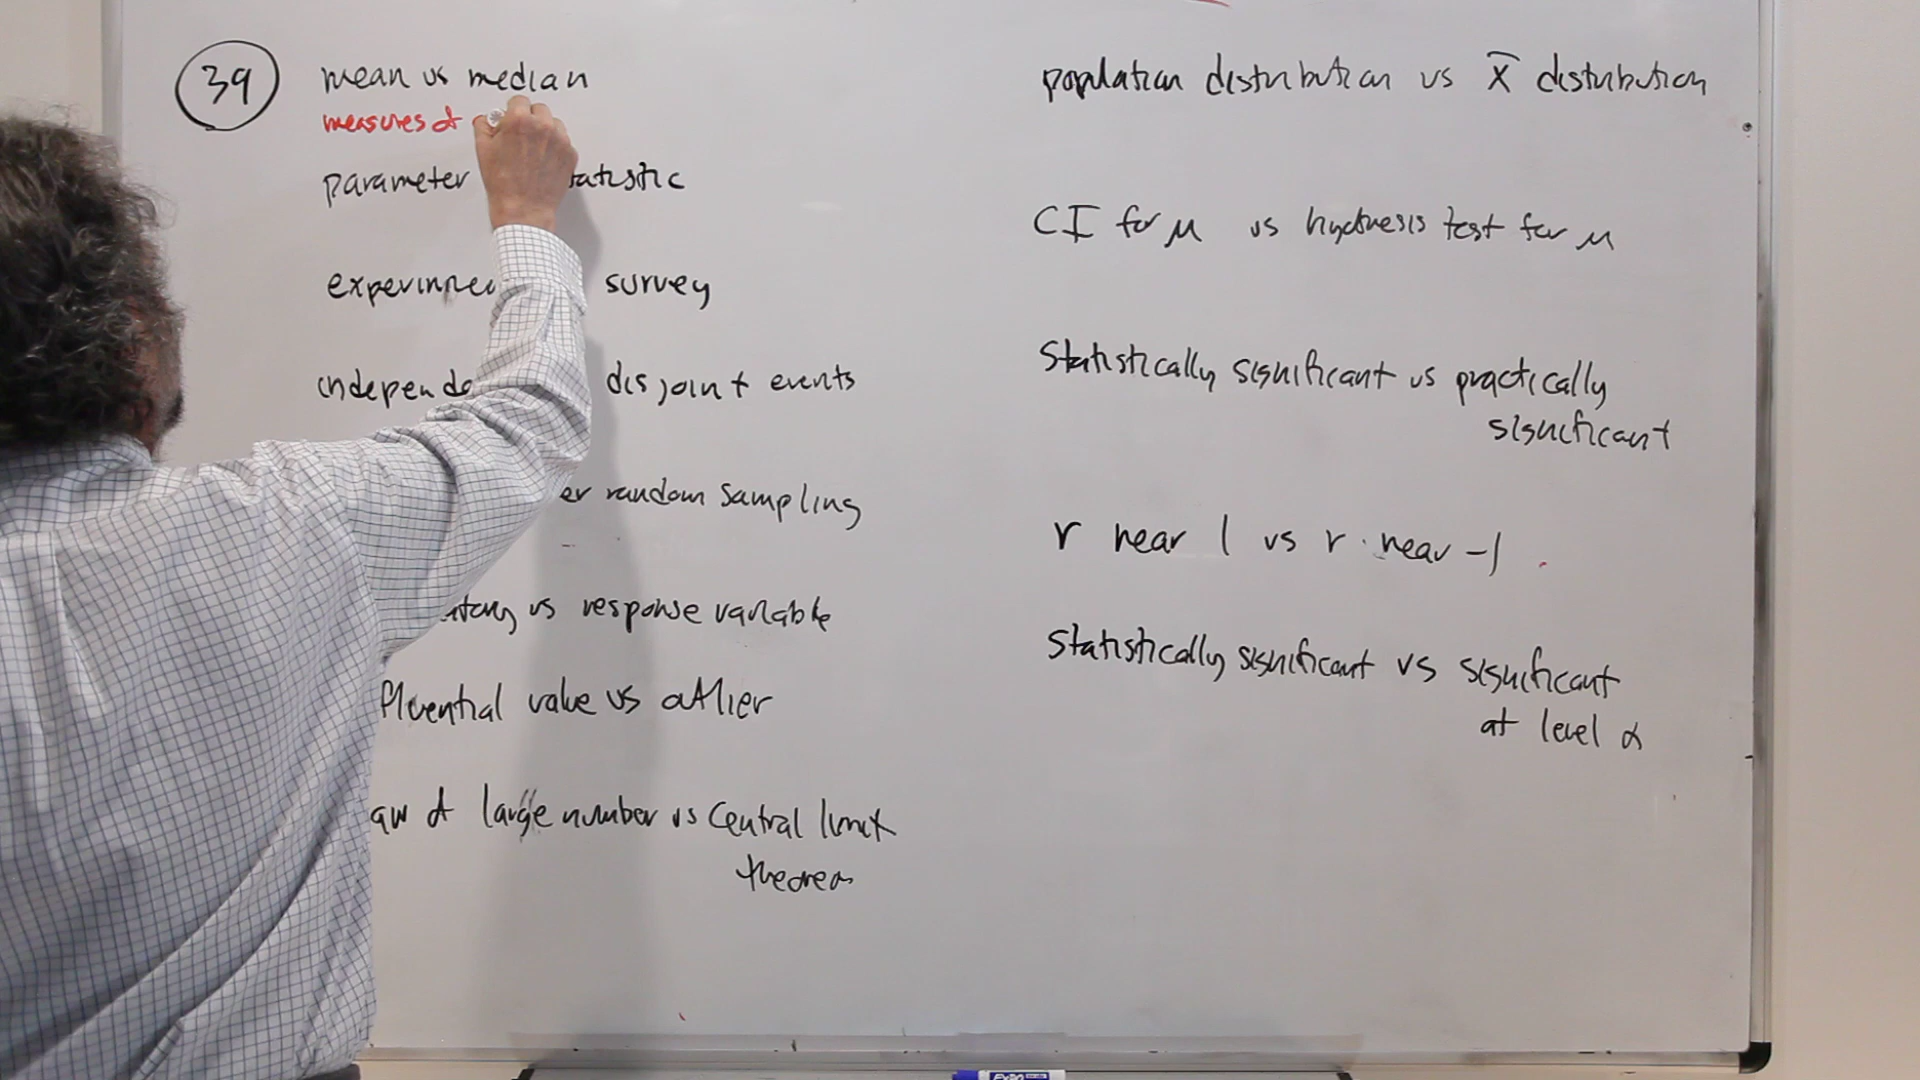 39
mean vs median
measures of
parameter
experiment survey
disjoint events
random sampling
vs response variable
value vs outlier
of large number vs Central limit
theorem
population distribution vs x̄ distribution
CI for μ vs hypothesis test for μ
Statistically significant vs practically
significant
r near 1 vs r near -1
Statistically significant vs significant
at level α
EXPO